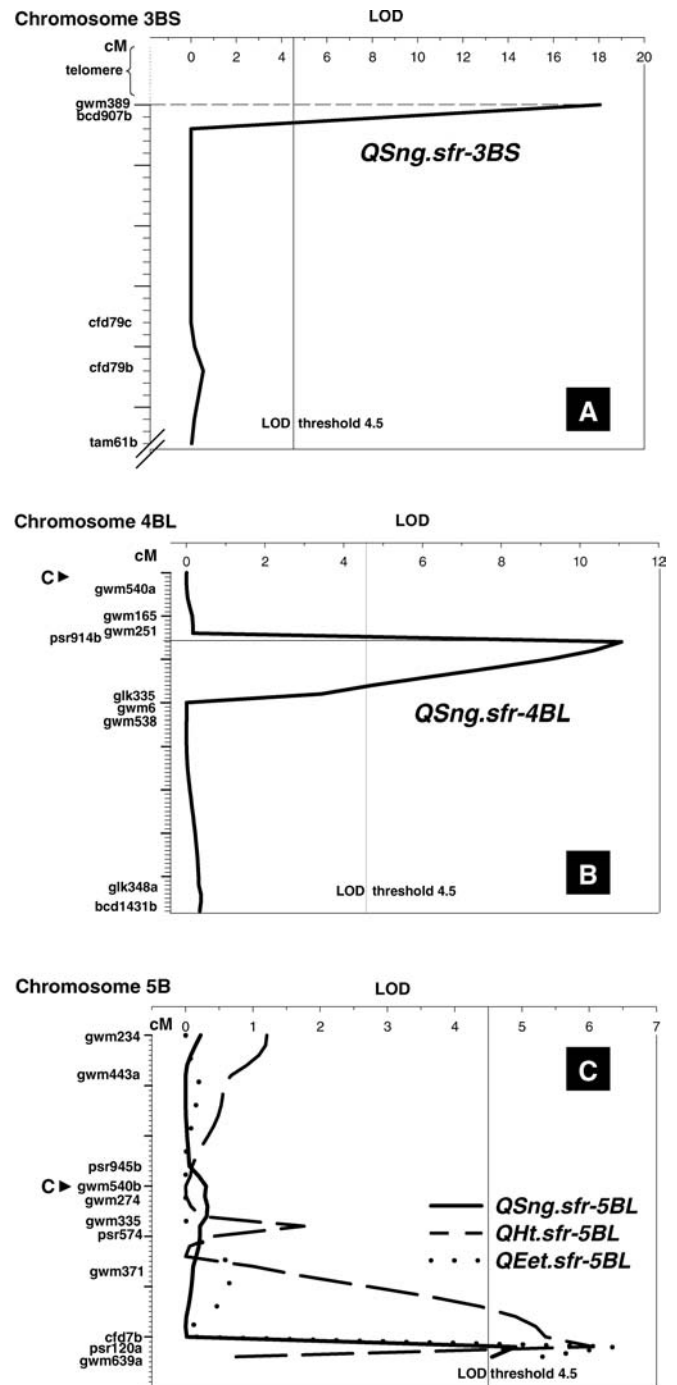 Chromosome 3BS
LOD
cM
0 2 4 6 8 10 12 14 16 18 20
telomere
gwm389
bcd907b
QSng.sfr-3BS
cfd79c
cfd79b
A
LOD threshold 4.5
tam61b
Chromosome 4BL
LOD
cM
0 2 4 6 8 10 12
C
gwm540a
gwm165
gwm251
psr914b
glk335
gwm6
gwm538
QSng.sfr-4BL
B
glk348a
LOD threshold 4.5
bcd1431b
Chromosome 5B
LOD
cM
0 1 2 3 4 5 6 7
gwm234
C
gwm443a
psr945b
C
gwm540b
gwm274
gwm335
psr574
QSng.sfr-5BL
QHt.sfr-5BL
QEet.sfr-5BL
gwm371
cfd7b
psr120a
gwm639a
LOD threshold 4.5